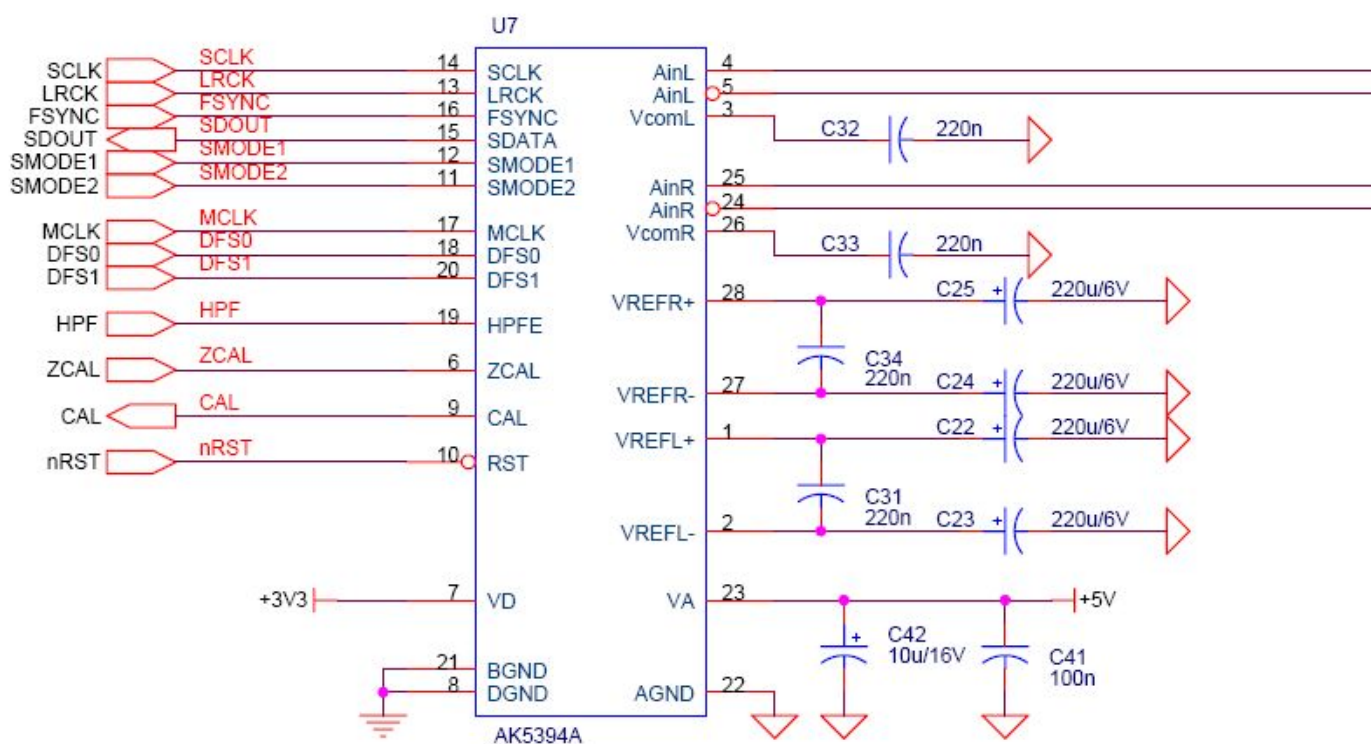 U7
SCLK SCLK 14 SCLK AinL 4
LRCK LRCK 13 LRCK AinL 5
FSYNC FSYNC 16 FSYNC VcomL 3 C32 220n
SDOUT SDOUT 15 SDATA
SMODE1 SMODE1 12 SMODE1
SMODE2 SMODE2 11 SMODE2 AinR 25
AinR 24
MCLK MCLK 17 MCLK VcomR 26 C33 220n
DFS0 DFS0 18 DFS0
DFS1 DFS1 20 DFS1
VREFR+ 28 C25 + 220u/6V
HPF HPF 19 HPFE
C34
220n
ZCAL ZCAL 6 ZCAL
VREFR- 27 C24 + 220u/6V
CAL CAL 9 CAL
VREFL+ 1 C22 + 220u/6V
nRST nRST 10 RST
C31
220n
VREFL- 2 C23 + 220u/6V
+3V3 7 VD VA 23 +5V
+ C42
10u/16V
C41
100n
21 BGND
8 DGND AGND 22
AK5394A